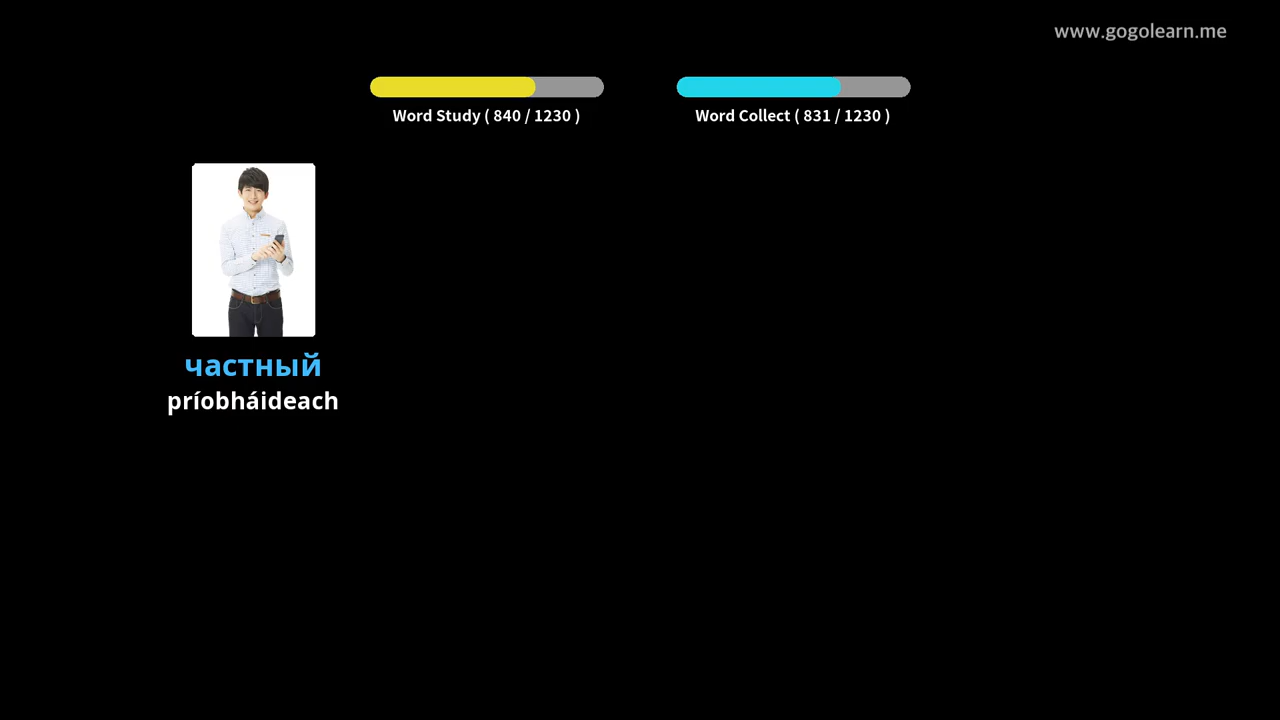 www.gogolearn.me
Word Study ( 840 / 1230 )
Word Collect ( 831 / 1230 )
частный
príobháideach